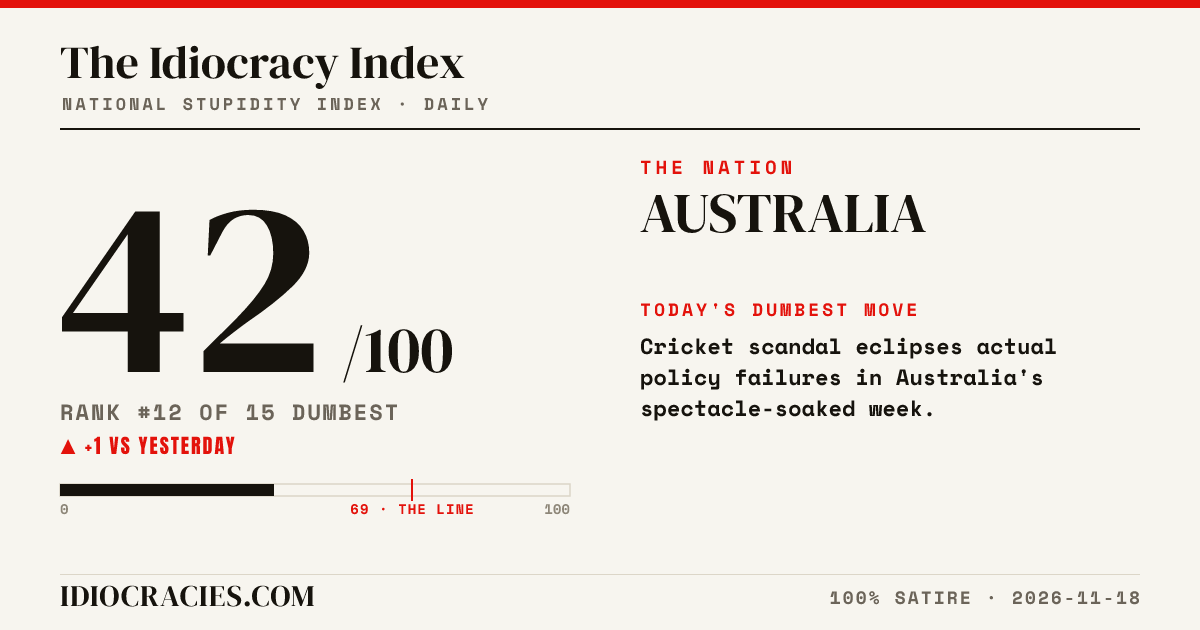 The Idiocracy Index
NATIONAL STUPIDITY INDEX · DAILY
42 /100
RANK #12 OF 15 DUMBEST
▲ +1 VS YESTERDAY
0
69 · THE LINE
100
THE NATION
AUSTRALIA
TODAY'S DUMBEST MOVE
Cricket scandal eclipses actual
policy failures in Australia's
spectacle-soaked week.
IDIOCRACIES.COM
100% SATIRE · 2026-11-18